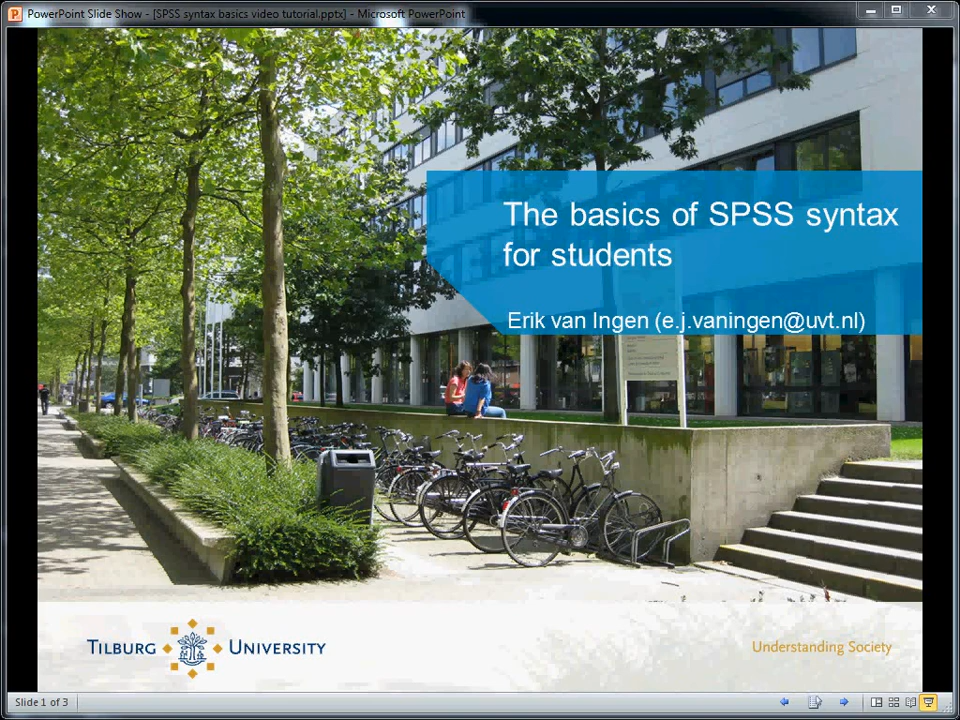 PowerPoint Slide Show - [SPSS syntax basics video tutorial.pptx] - Microsoft PowerPoint
The basics of SPSS syntax
for students
Erik van Ingen (e.j.vaningen@uvt.nl)
TILBURG UNIVERSITY
Understanding Society
Slide 1 of 3